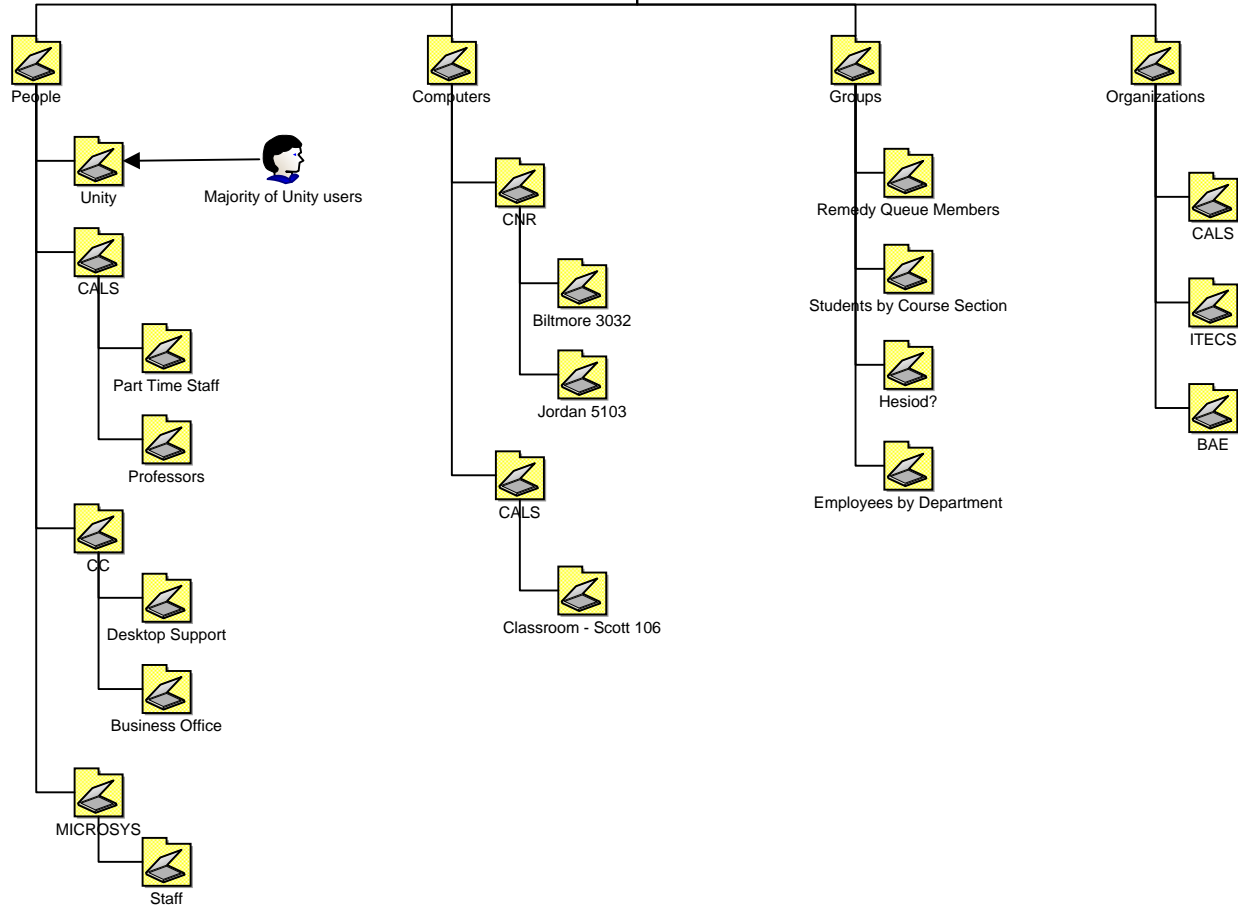 People
Unity
Majority of Unity users
CALS
Part Time Staff
Professors
CC
Desktop Support
Business Office
MICROSYS
Staff
Computers
CNR
Biltmore 3032
Jordan 5103
CALS
Classroom - Scott 106
Groups
Remedy Queue Members
Students by Course Section
Hesiod?
Employees by Department
Organizations
CALS
ITECS
BAE